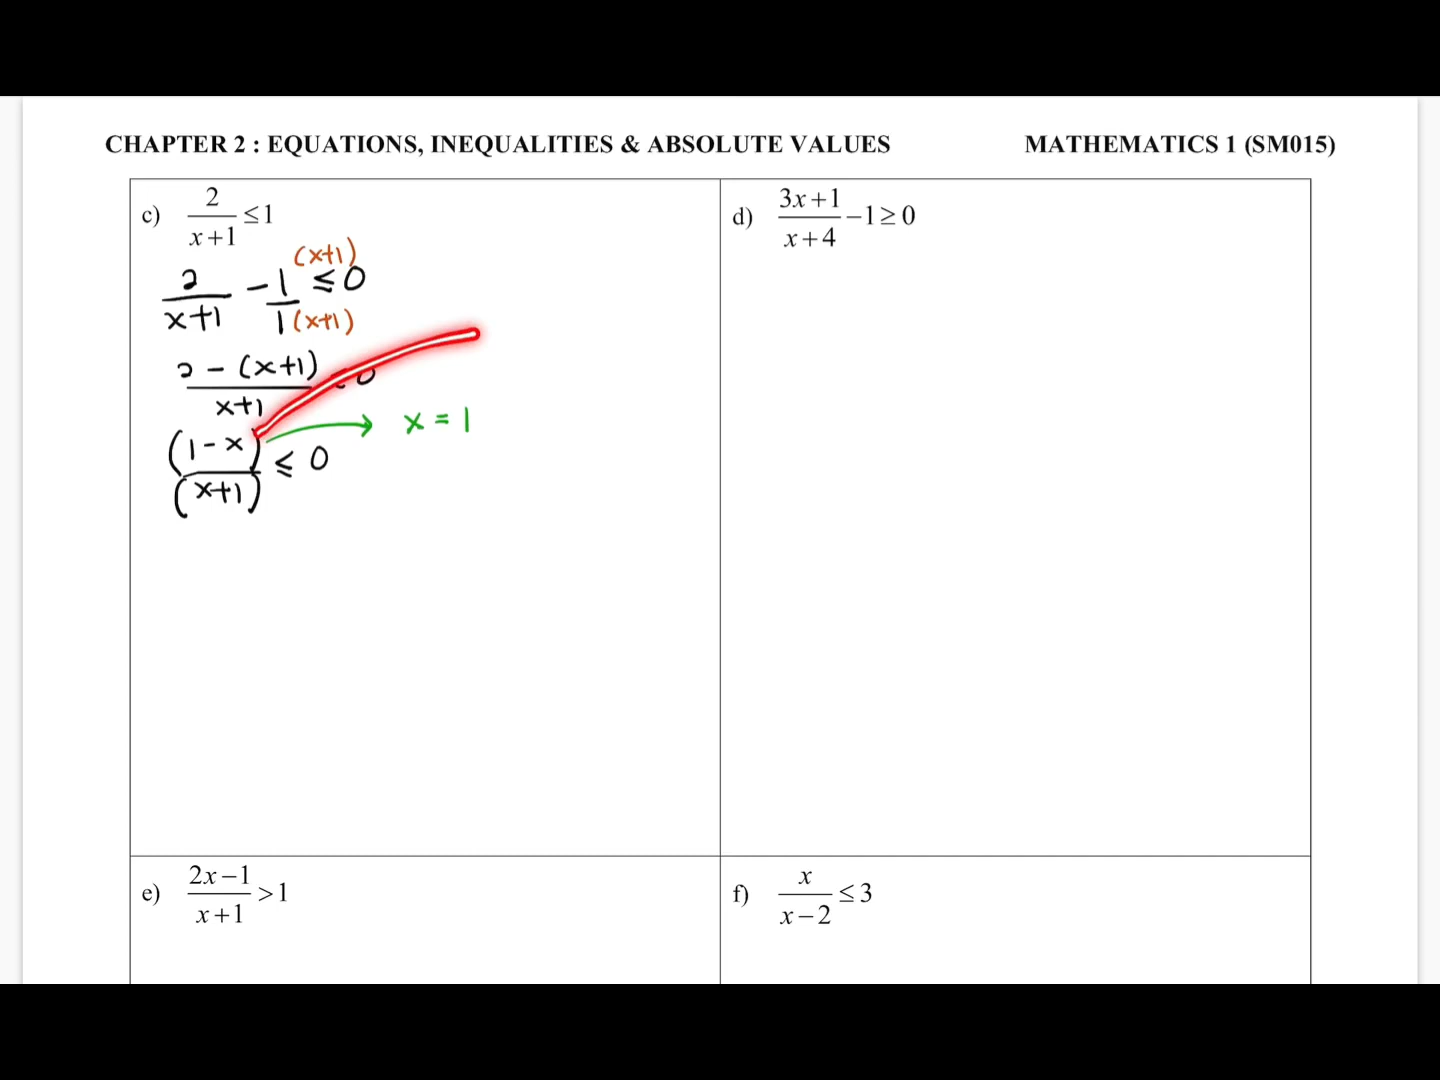 CHAPTER 2 : EQUATIONS, INEQUALITIES & ABSOLUTE VALUES MATHEMATICS 1 (SM015)
c) 2/(x+1) ≤ 1
2/(x+1) - 1(x+1)/1(x+1) ≤ 0
(2 - (x+1))/(x+1) ≤ 0
(1 - x)/(x+1) ≤ 0 → x = 1
d) (3x+1)/(x+4) - 1 ≥ 0
e) (2x-1)/(x+1) > 1
f) x/(x-2) ≤ 3